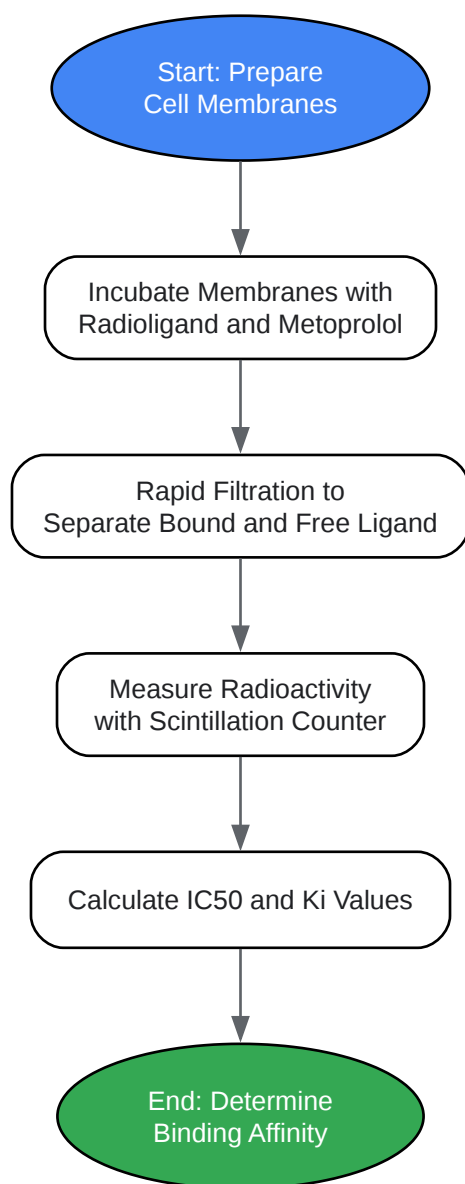 Start: Prepare
Cell Membranes
Incubate Membranes with
Radioligand and Metoprolol
Rapid Filtration to
Separate Bound and Free Ligand
Measure Radioactivity
with Scintillation Counter
Calculate IC50 and Ki Values
End: Determine
Binding Affinity